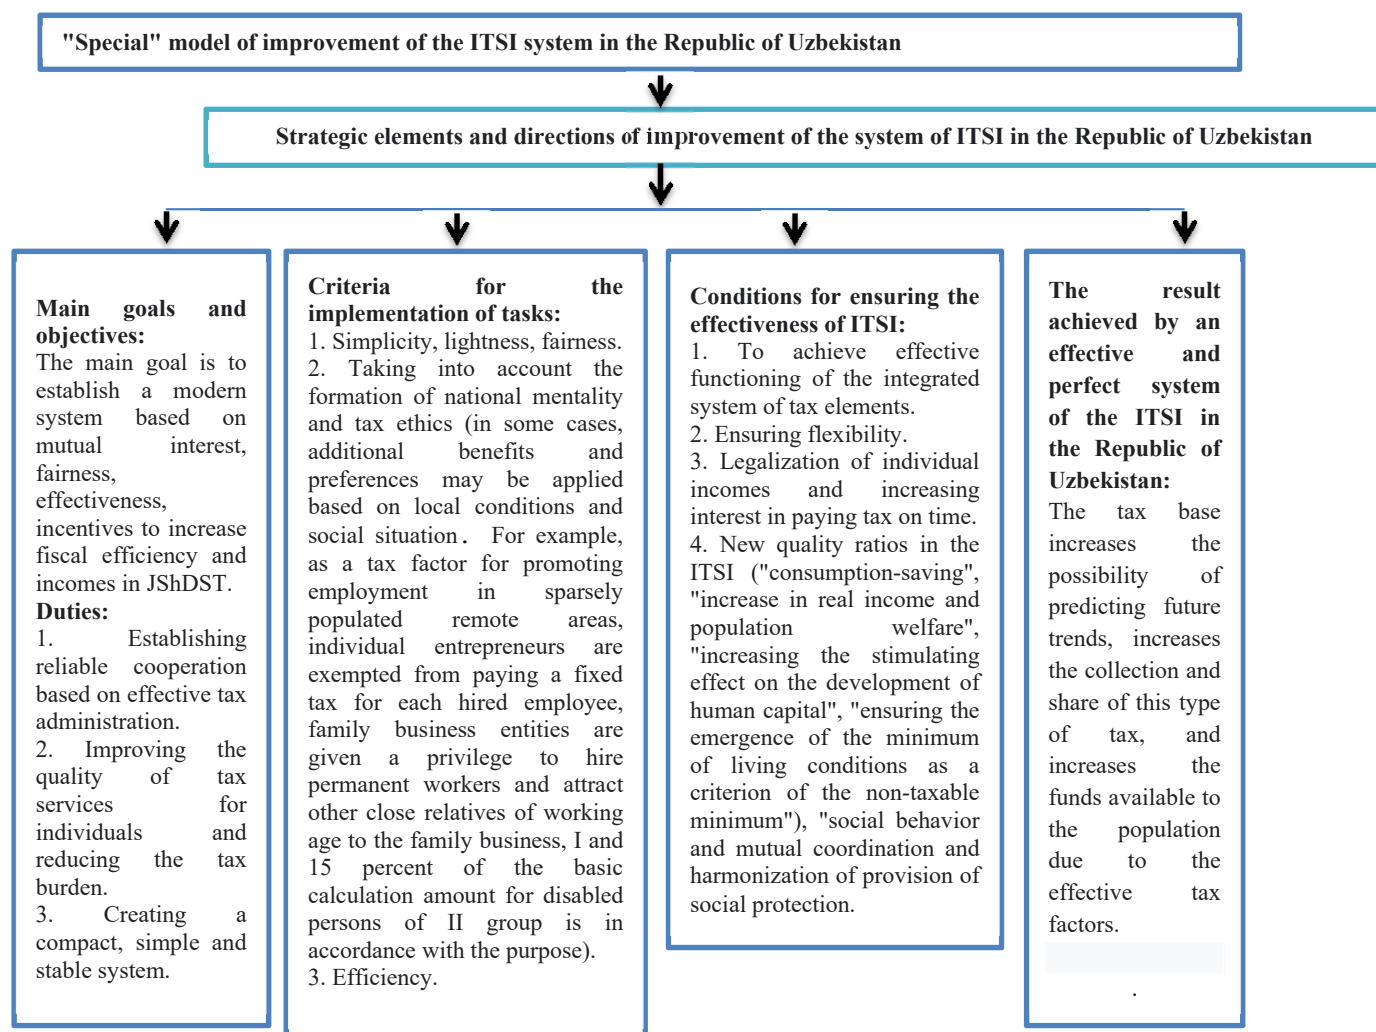 "Special" model of improvement of the ITSI system in the Republic of Uzbekistan
Strategic elements and directions of improvement of the system of ITSI in the Republic of Uzbekistan
Main goals and
objectives:
The main goal is to
establish a modern
system based on
mutual interest,
fairness,
effectiveness,
incentives to increase
fiscal efficiency and
incomes in JShDST.
Duties:
1. Establishing
reliable cooperation
based on effective tax
administration.
2. Improving the
quality of tax
services for
individuals and
reducing the tax
burden.
3. Creating a
compact, simple and
stable system.
Criteria for the
implementation of tasks:
1. Simplicity, lightness, fairness.
2. Taking into account the
formation of national mentality
and tax ethics (in some cases,
additional benefits and
preferences may be applied
based on local conditions and
social situation. For example,
as a tax factor for promoting
employment in sparsely
populated remote areas,
individual entrepreneurs are
exempted from paying a fixed
tax for each hired employee,
family business entities are
given a privilege to hire
permanent workers and attract
other close relatives of working
age to the family business, I and
15 percent of the basic
calculation amount for disabled
persons of II group is in
accordance with the purpose).
3. Efficiency.
Conditions for ensuring the
effectiveness of ITSI:
1. To achieve effective
functioning of the integrated
system of tax elements.
2. Ensuring flexibility.
3. Legalization of individual
incomes and increasing
interest in paying tax on time.
4. New quality ratios in the
ITSI ("consumption-saving",
"increase in real income and
population welfare",
"increasing the stimulating
effect on the development of
human capital", "ensuring the
emergence of the minimum
of living conditions as a
criterion of the non-taxable
minimum"), "social behavior
and mutual coordination and
harmonization of provision of
social protection.
The result
achieved by an
effective and
perfect system
of the ITSI in
the Republic of
Uzbekistan:
The tax base
increases the
possibility of
predicting future
trends, increases
the collection and
share of this type
of tax, and
increases the
funds available to
the population
due to the
effective tax
factors.
.